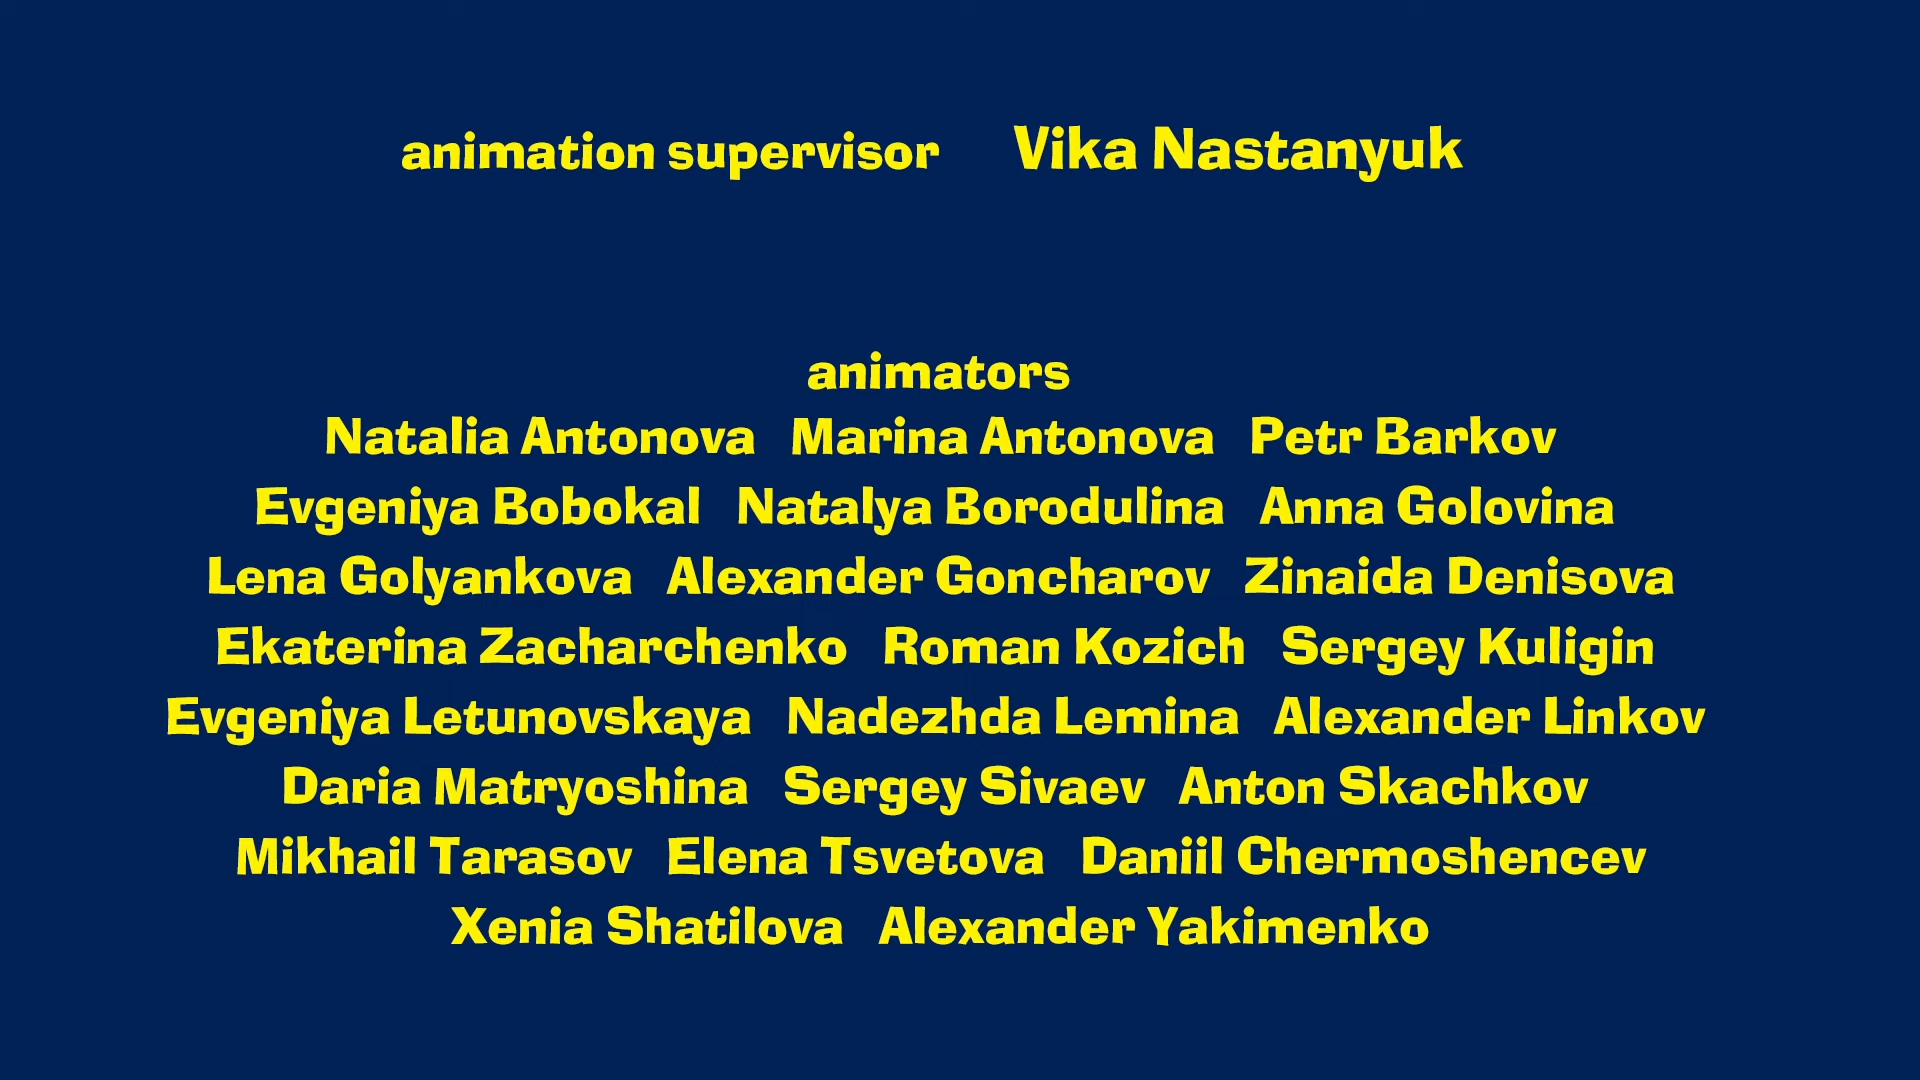 animation supervisor Vika Nastanyuk
animators
Natalia Antonova Marina Antonova Petr Barkov
Evgeniya Bobokal Natalya Borodulina Anna Golovina
Lena Golyankova Alexander Goncharov Zinaida Denisova
Ekaterina Zacharchenko Roman Kozich Sergey Kuligin
Evgeniya Letunovskaya Nadezhda Lemina Alexander Linkov
Daria Matryoshina Sergey Sivaev Anton Skachkov
Mikhail Tarasov Elena Tsvetova Daniil Chermoshencev
Xenia Shatilova Alexander Yakimenko